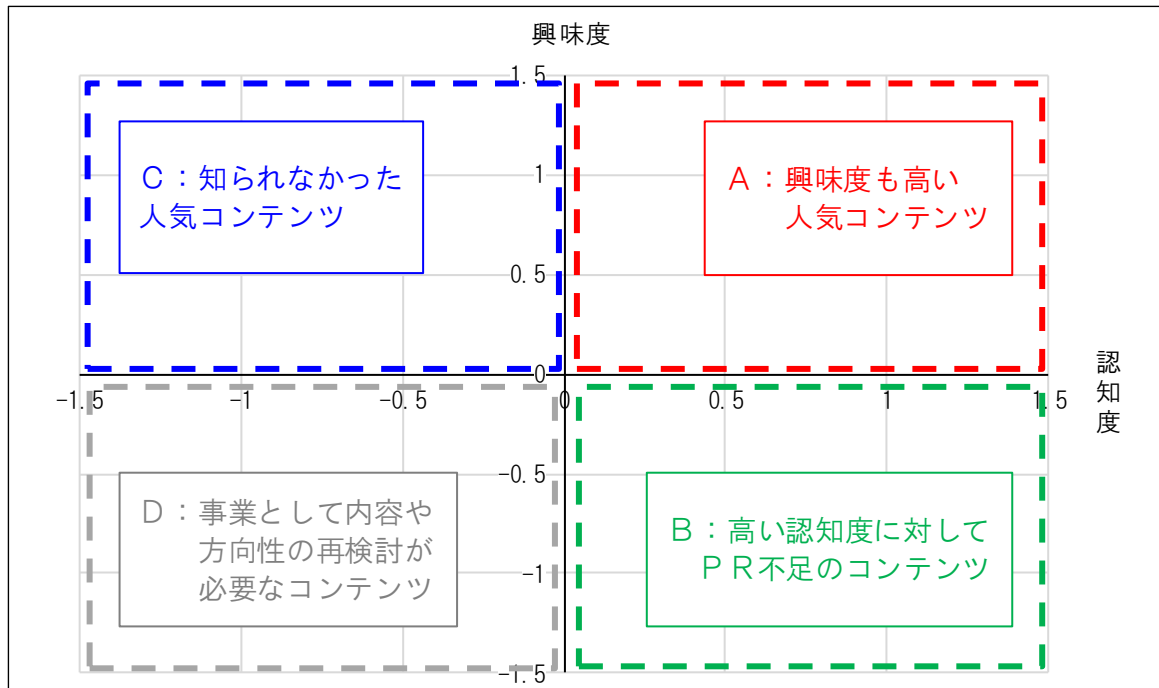 興味度
1.5
C：知られなかった
人気コンテンツ
A：興味度も高い
人気コンテンツ
1
0.5
0
-1.5
-1
-0.5
0
0.5
1
1.5
認知度
-0.5
D：事業として内容や
方向性の再検討が
必要なコンテンツ
B：高い認知度に対して
PR不足のコンテンツ
-1
-1.5